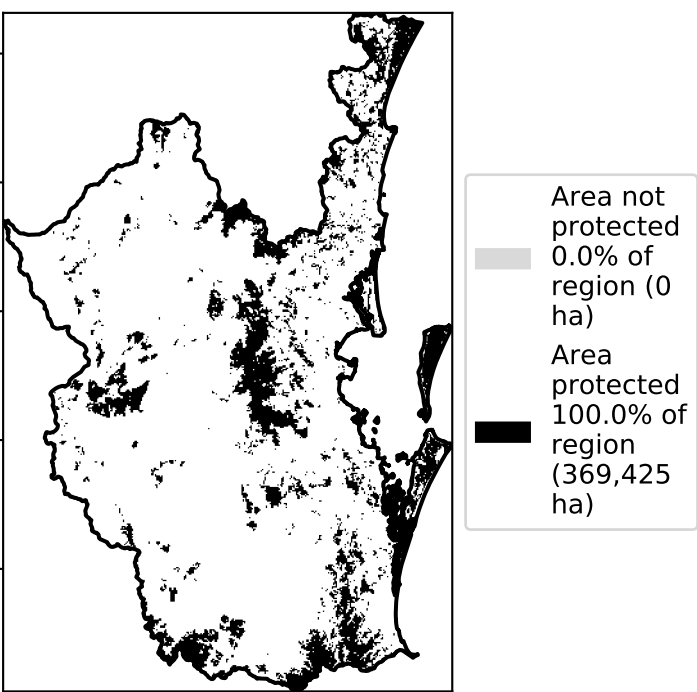 Area not
protected
0.0% of
region (0
ha)
Area
protected
100.0% of
region
(369,425
ha)